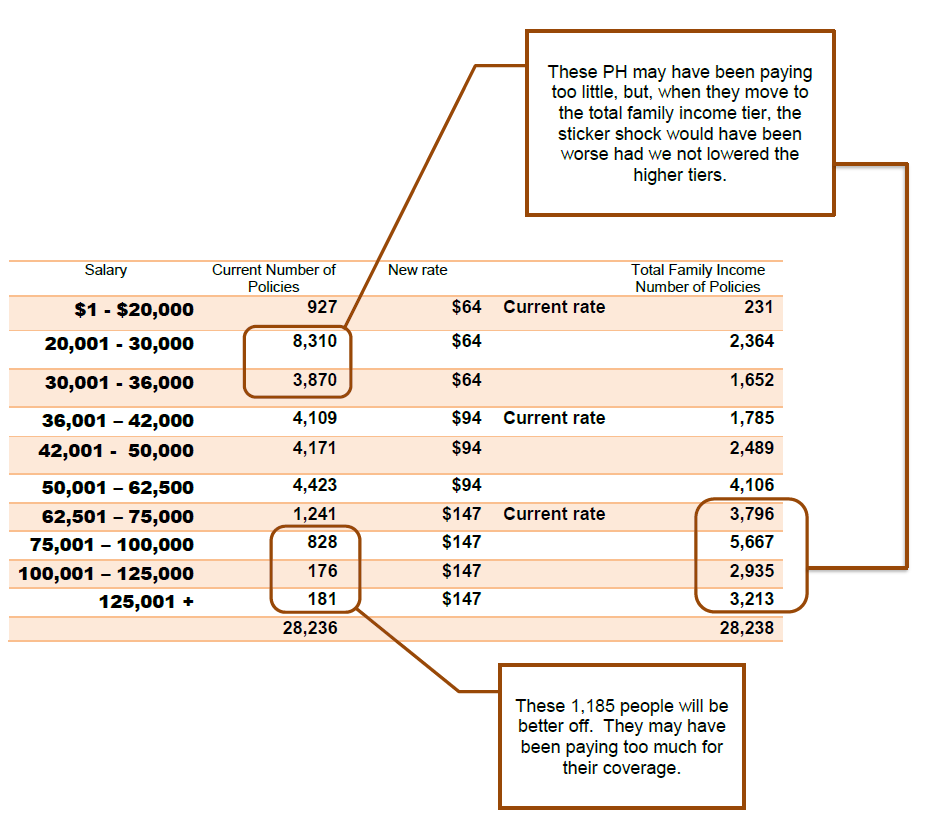 These PH may have been paying
too little, but, when they move to
the total family income tier, the
sticker shock would have been
worse had we not lowered the
higher tiers.
Salary Current Number of Policies New rate Total Family Income Number of Policies
$1 - $20,000 927 $64 Current rate 231
20,001 - 30,000 8,310 $64 2,364
30,001 - 36,000 3,870 $64 1,652
36,001 – 42,000 4,109 $94 Current rate 1,785
42,001 - 50,000 4,171 $94 2,489
50,001 – 62,500 4,423 $94 4,106
62,501 – 75,000 1,241 $147 Current rate 3,796
75,001 – 100,000 828 $147 5,667
100,001 – 125,000 176 $147 2,935
125,001 + 181 $147 3,213
28,236 28,238
These 1,185 people will be
better off. They may have
been paying too much for
their coverage.